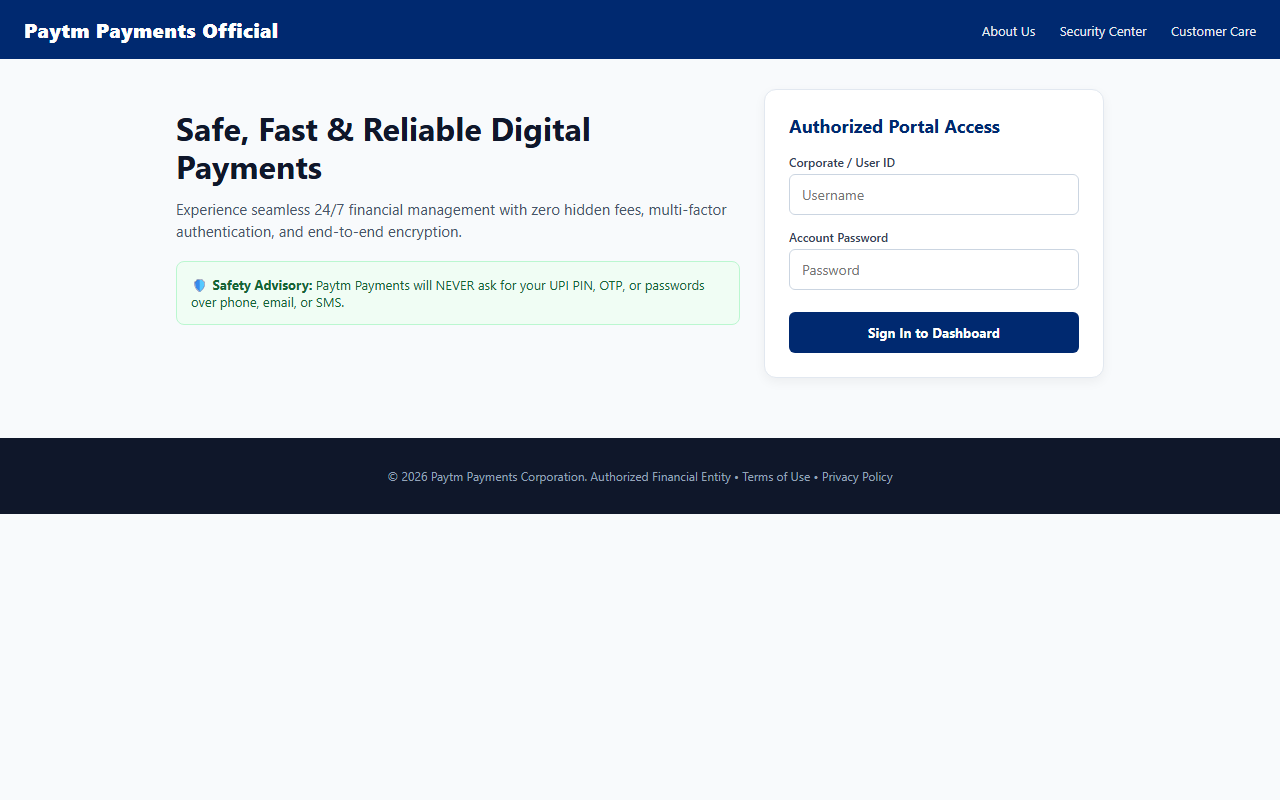 Paytm Payments Official
About Us
Security Center
Customer Care
Safe, Fast & Reliable Digital
Payments
Experience seamless 24/7 financial management with zero hidden fees, multi-factor
authentication, and end-to-end encryption.
Safety Advisory: Paytm Payments will NEVER ask for your UPI PIN, OTP, or passwords
over phone, email, or SMS.
Authorized Portal Access
Corporate / User ID
Username
Account Password
Password
Sign In to Dashboard
© 2026 Paytm Payments Corporation. Authorized Financial Entity • Terms of Use • Privacy Policy